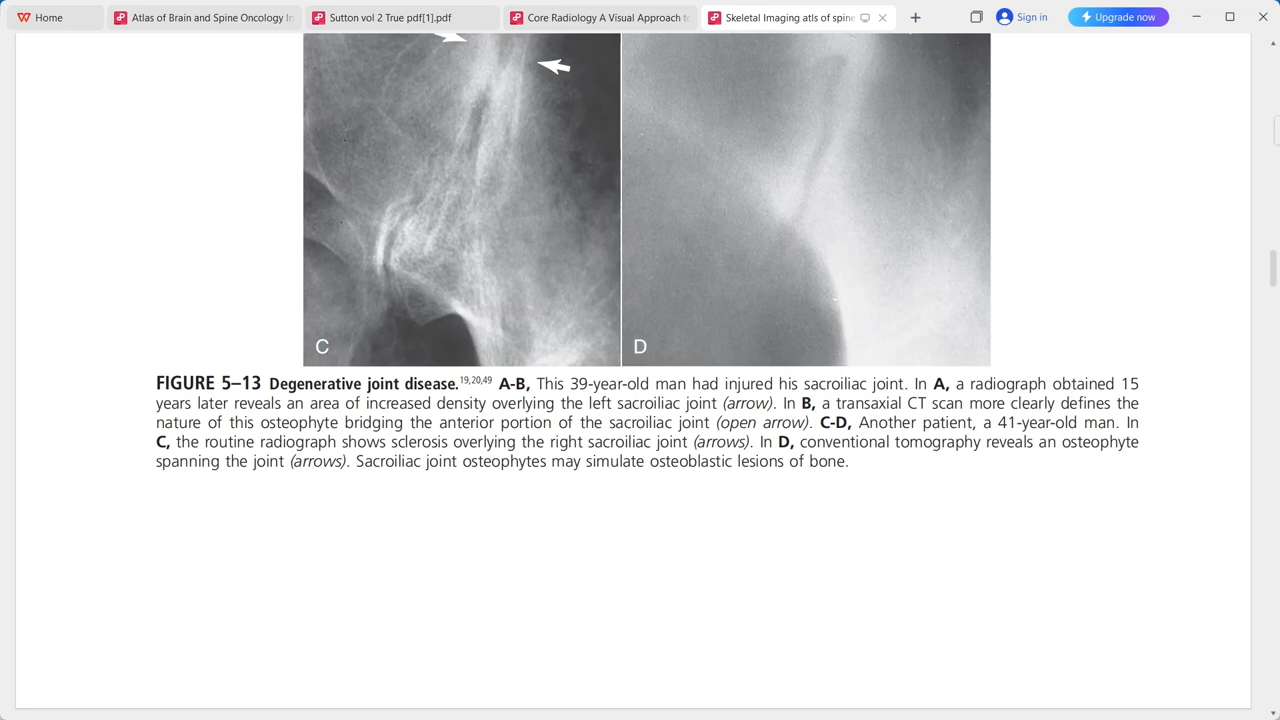 Home
Atlas of Brain and Spine Oncology
Sutton vol 2 True pdf[1].pdf
Core Radiology A Visual Approach
Skeletal Imaging atls of spine
Sign in
Upgrade now
C
D
FIGURE 5–13 Degenerative joint disease.19,20,49 A-B, This 39-year-old man had injured his sacroiliac joint. In A, a radiograph obtained 15
years later reveals an area of increased density overlying the left sacroiliac joint (arrow). In B, a transaxial CT scan more clearly defines the
nature of this osteophyte bridging the anterior portion of the sacroiliac joint (open arrow). C-D, Another patient, a 41-year-old man. In
C, the routine radiograph shows sclerosis overlying the right sacroiliac joint (arrows). In D, conventional tomography reveals an osteophyte
spanning the joint (arrows). Sacroiliac joint osteophytes may simulate osteoblastic lesions of bone.